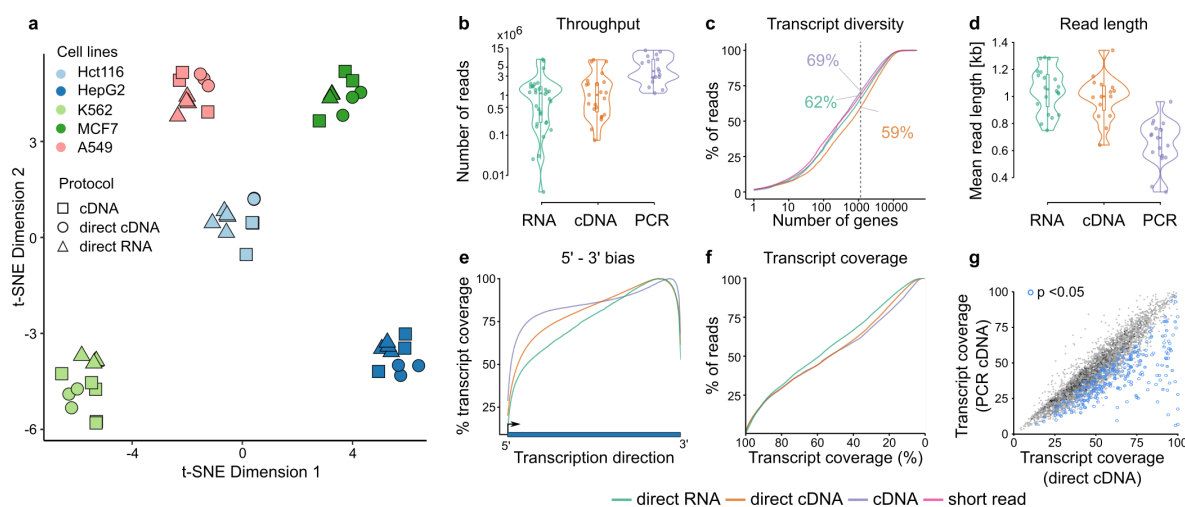 a
Cell lines
Hct116
HepG2
K562
MCF7
A549
Protocol
cDNA
direct cDNA
direct RNA
t-SNE Dimension 2
3
0
-3
-6
-4
0
4
t-SNE Dimension 1
b
Throughput
x10⁶
Number of reads
15
10
1
0.1
0.01
RNA
cDNA
PCR
c
Transcript diversity
% of reads
100
75
50
25
0
69%
62%
59%
1
10
100
1000
10000
Number of genes
d
Read length
Mean read length [kb]
1.4
1.2
1.0
0.8
0.6
0.4
RNA
cDNA
PCR
e
5' - 3' bias
% transcript coverage
100
75
50
25
5'
3'
Transcription direction
f
Transcript coverage
% of reads
100
75
50
25
100
80
60
40
20
0
Transcript coverage (%)
g
p <0.05
Transcript coverage
(PCR cDNA)
100
75
50
25
0
0
25
50
75
100
Transcript coverage
(direct cDNA)
direct RNA
direct cDNA
cDNA
short read